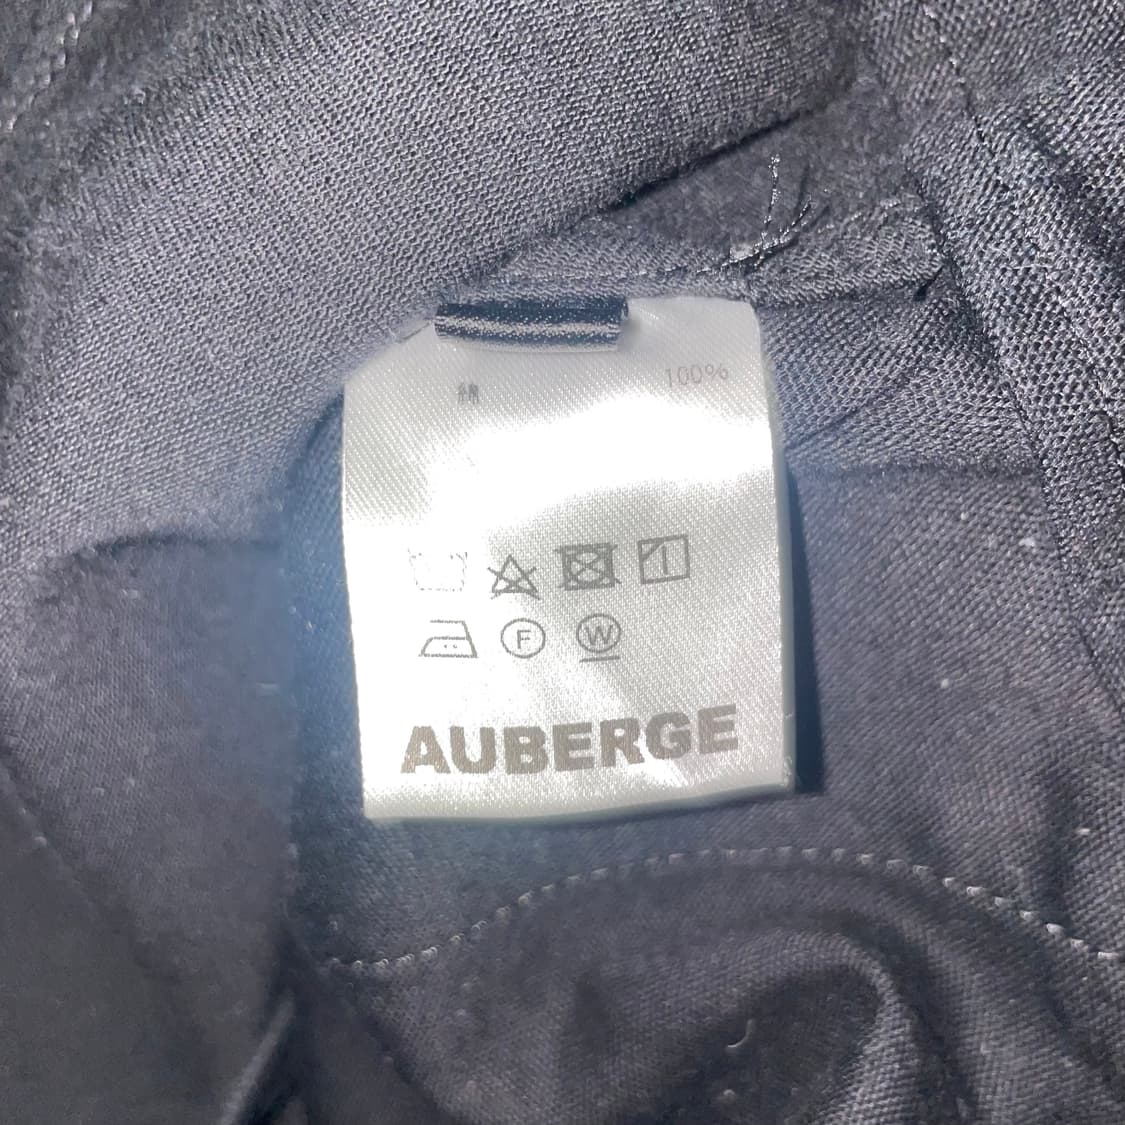 綿 100%
F W
AUBERGE